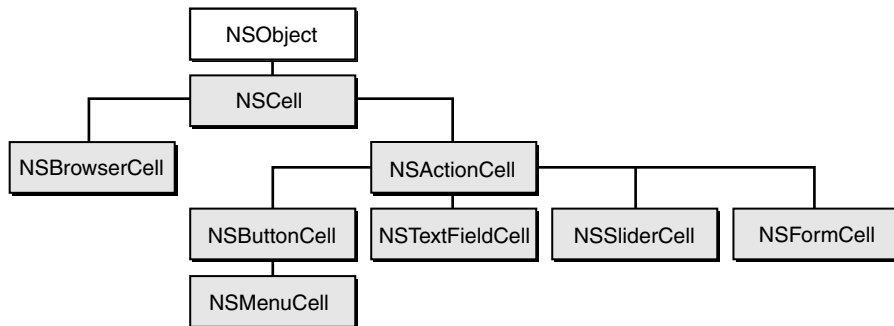 NSObject
NSCell
NSBrowserCell
NSActionCell
NSButtonCell
NSTextFieldCell
NSSliderCell
NSFormCell
NSMenuCell